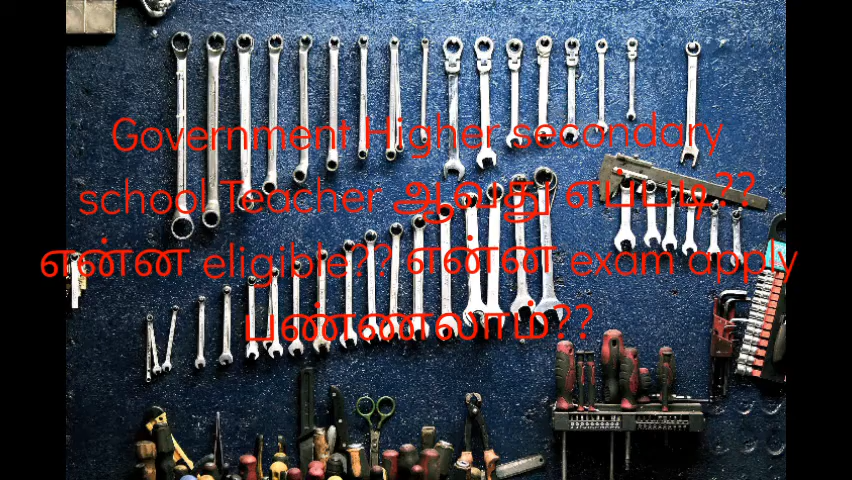 Government Higher secondary
school Teacher ஆவது எப்படி??
என்ன eligible?? என்ன exam apply
பண்ணலாம்??